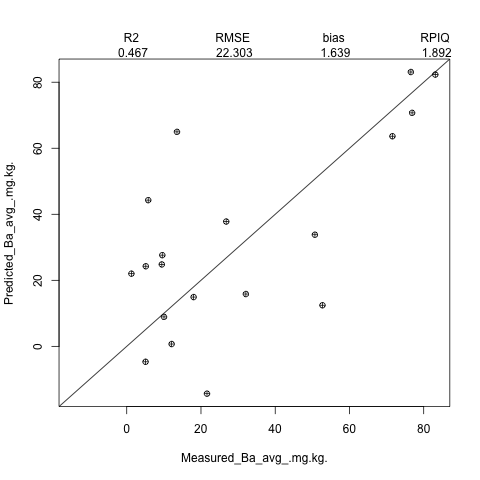 R2 RMSE bias RPIQ
0.467 22.303 1.639 1.892
80
60
40
20
0
Predicted_Ba_avg_.mg.kg.
0 20 40 60 80
Measured_Ba_avg_.mg.kg.